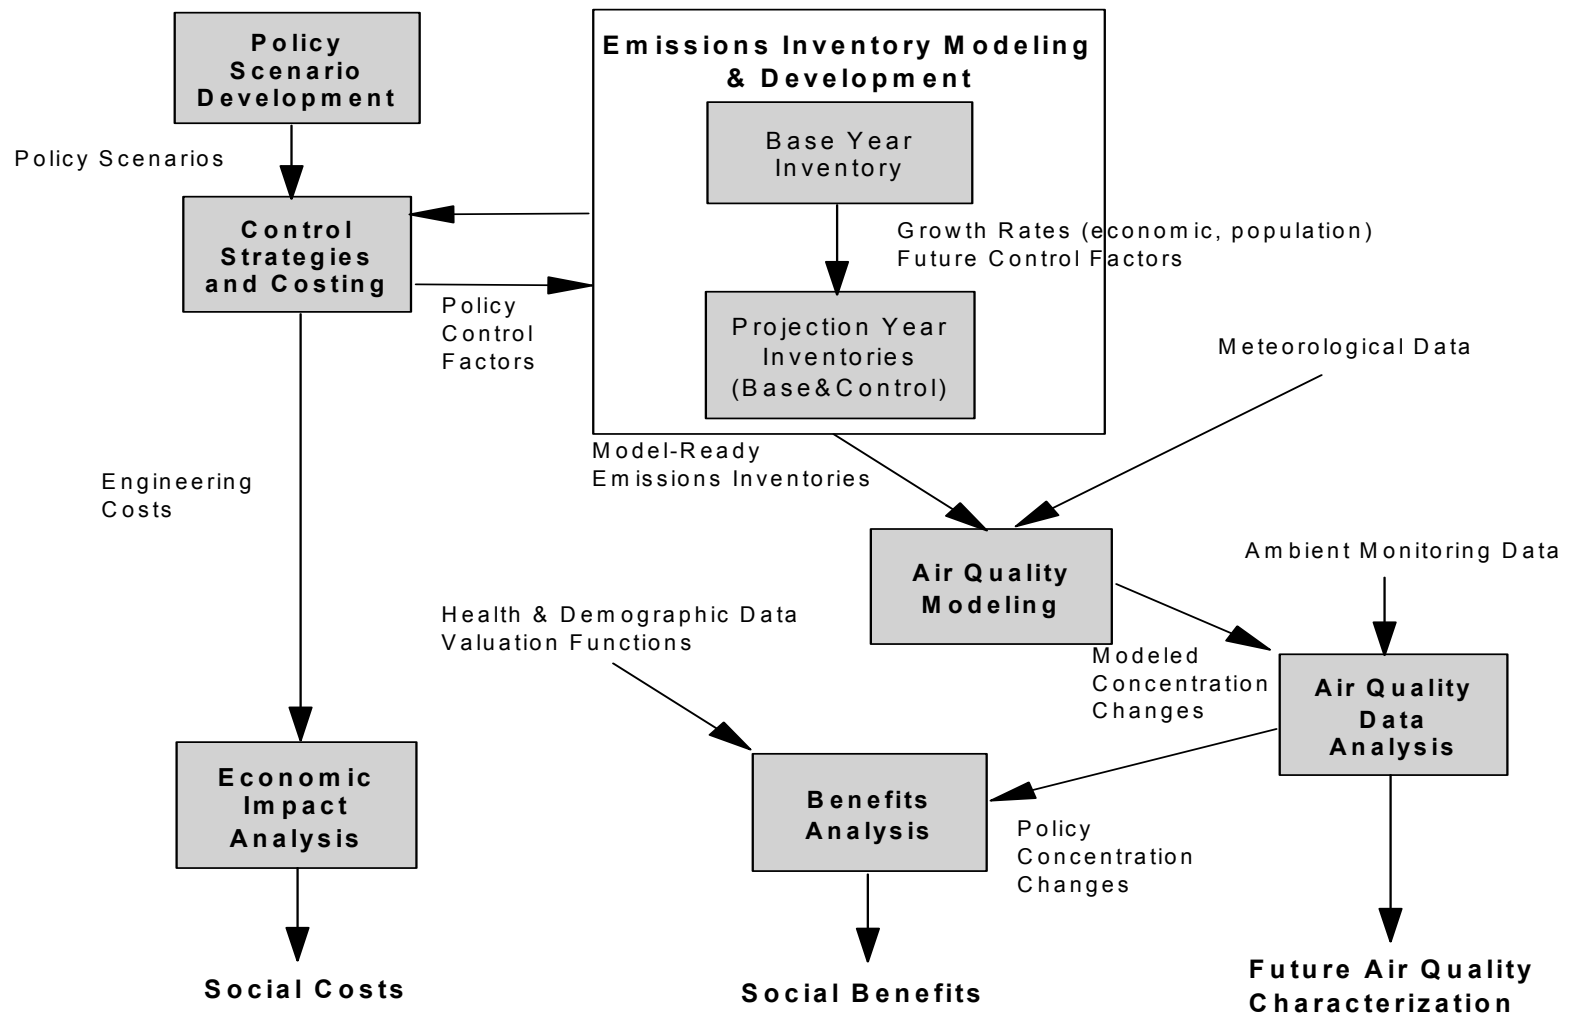 Policy
Scenario
Development
Emissions Inventory Modeling
& Development
Base Year
Inventory
Policy Scenarios
Control
Strategies
and Costing
Growth Rates (economic, population)
Future Control Factors
Policy
Control
Factors
Projection Year
Inventories
(Base&Control)
Meteorological Data
Model-Ready
Emissions Inventories
Engineering
Costs
Air Quality
Modeling
Ambient Monitoring Data
Health & Demographic Data
Valuation Functions
Modeled
Concentration
Changes
Air Quality
Data
Analysis
Economic
Impact
Analysis
Benefits
Analysis
Policy
Concentration
Changes
Social Costs
Social Benefits
Future Air Quality
Characterization